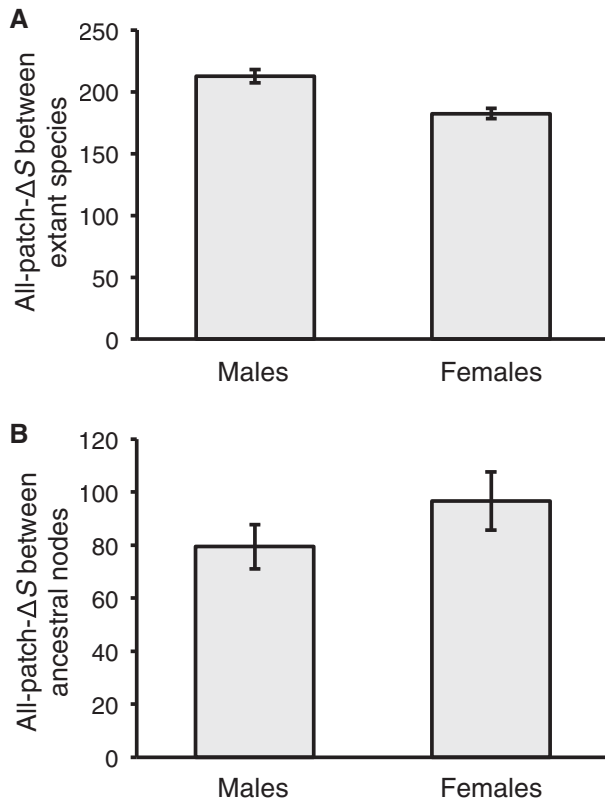 A
All-patch-ΔS between
extant species
250
200
150
100
50
0
Males Females
B
All-patch-ΔS between
ancestral nodes
120
100
80
60
40
20
0
Males Females